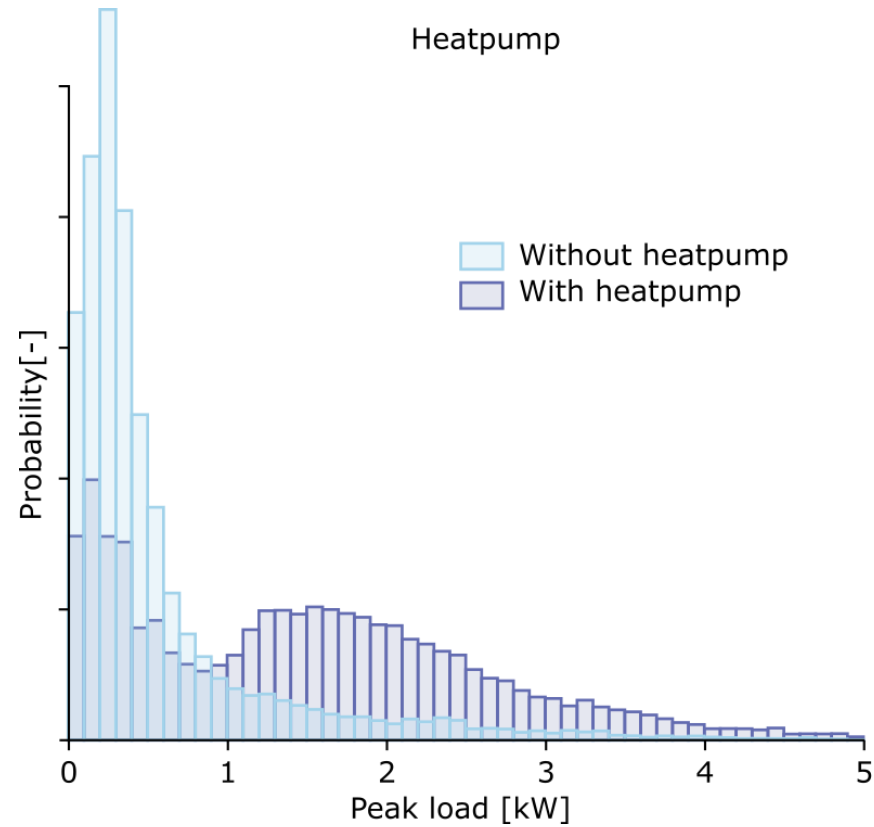 Heatpump
Without heatpump
With heatpump
Probability[-]
0 1 2 3 4 5
Peak load [kW]